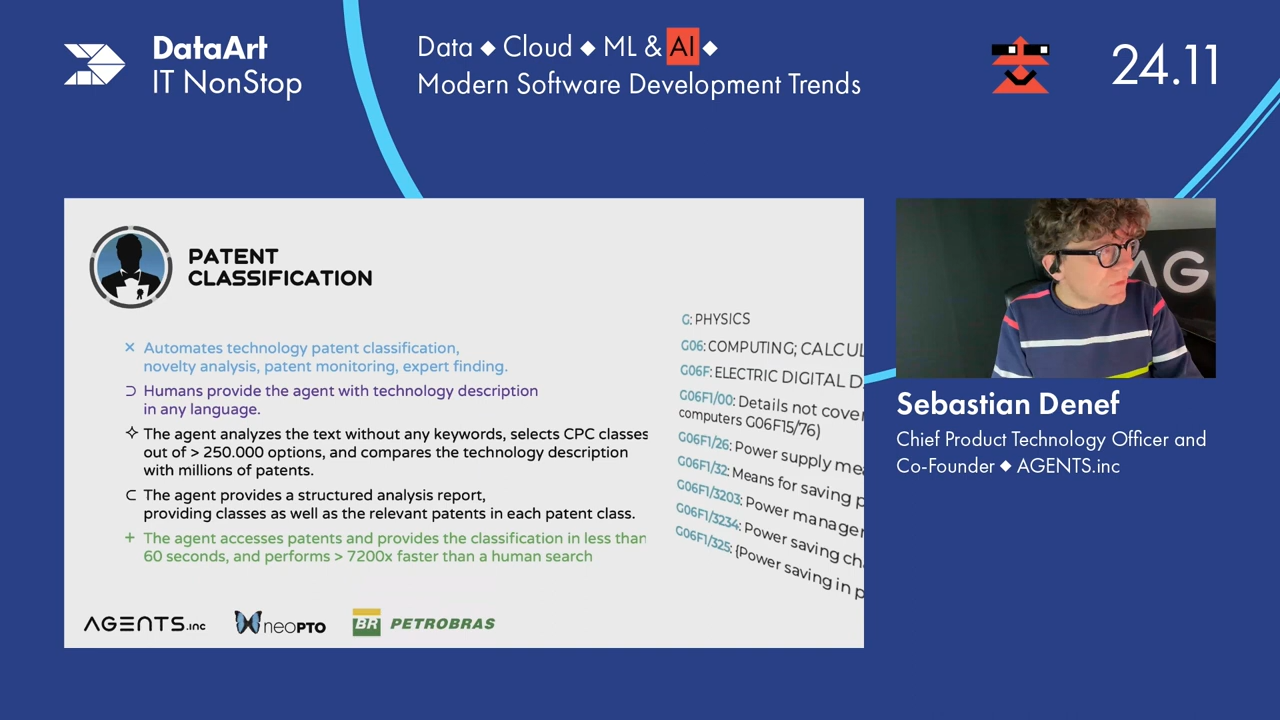 DataArt
IT NonStop
Data ◆ Cloud ◆ ML & AI ◆
Modern Software Development Trends
24.11
PATENT
CLASSIFICATION
× Automates technology patent classification,
novelty analysis, patent monitoring, expert finding.
⊃ Humans provide the agent with technology description
in any language.
✧ The agent analyzes the text without any keywords, selects CPC classes
out of > 250.000 options, and compares the technology description
with millions of patents.
⊂ The agent provides a structured analysis report,
providing classes as well as the relevant patents in each patent class.
+ The agent accesses patents and provides the classification in less than
60 seconds, and performs > 7200x faster than a human search
G: PHYSICS
G06: COMPUTING; CALCUL
G06F: ELECTRIC DIGITAL D
G06F1/00: Details not cover
computers G06F15/76)
G06F1/26: Power supply me
G06F1/32: Means for saving p
G06F1/3203: Power manager
G06F1/3234: Power saving ch
G06F1/325: {Power saving in p
AGENTS.inc
neoPTO
BR PETROBRAS
AG
Sebastian Denef
Chief Product Technology Officer and
Co-Founder ◆ AGENTS.inc